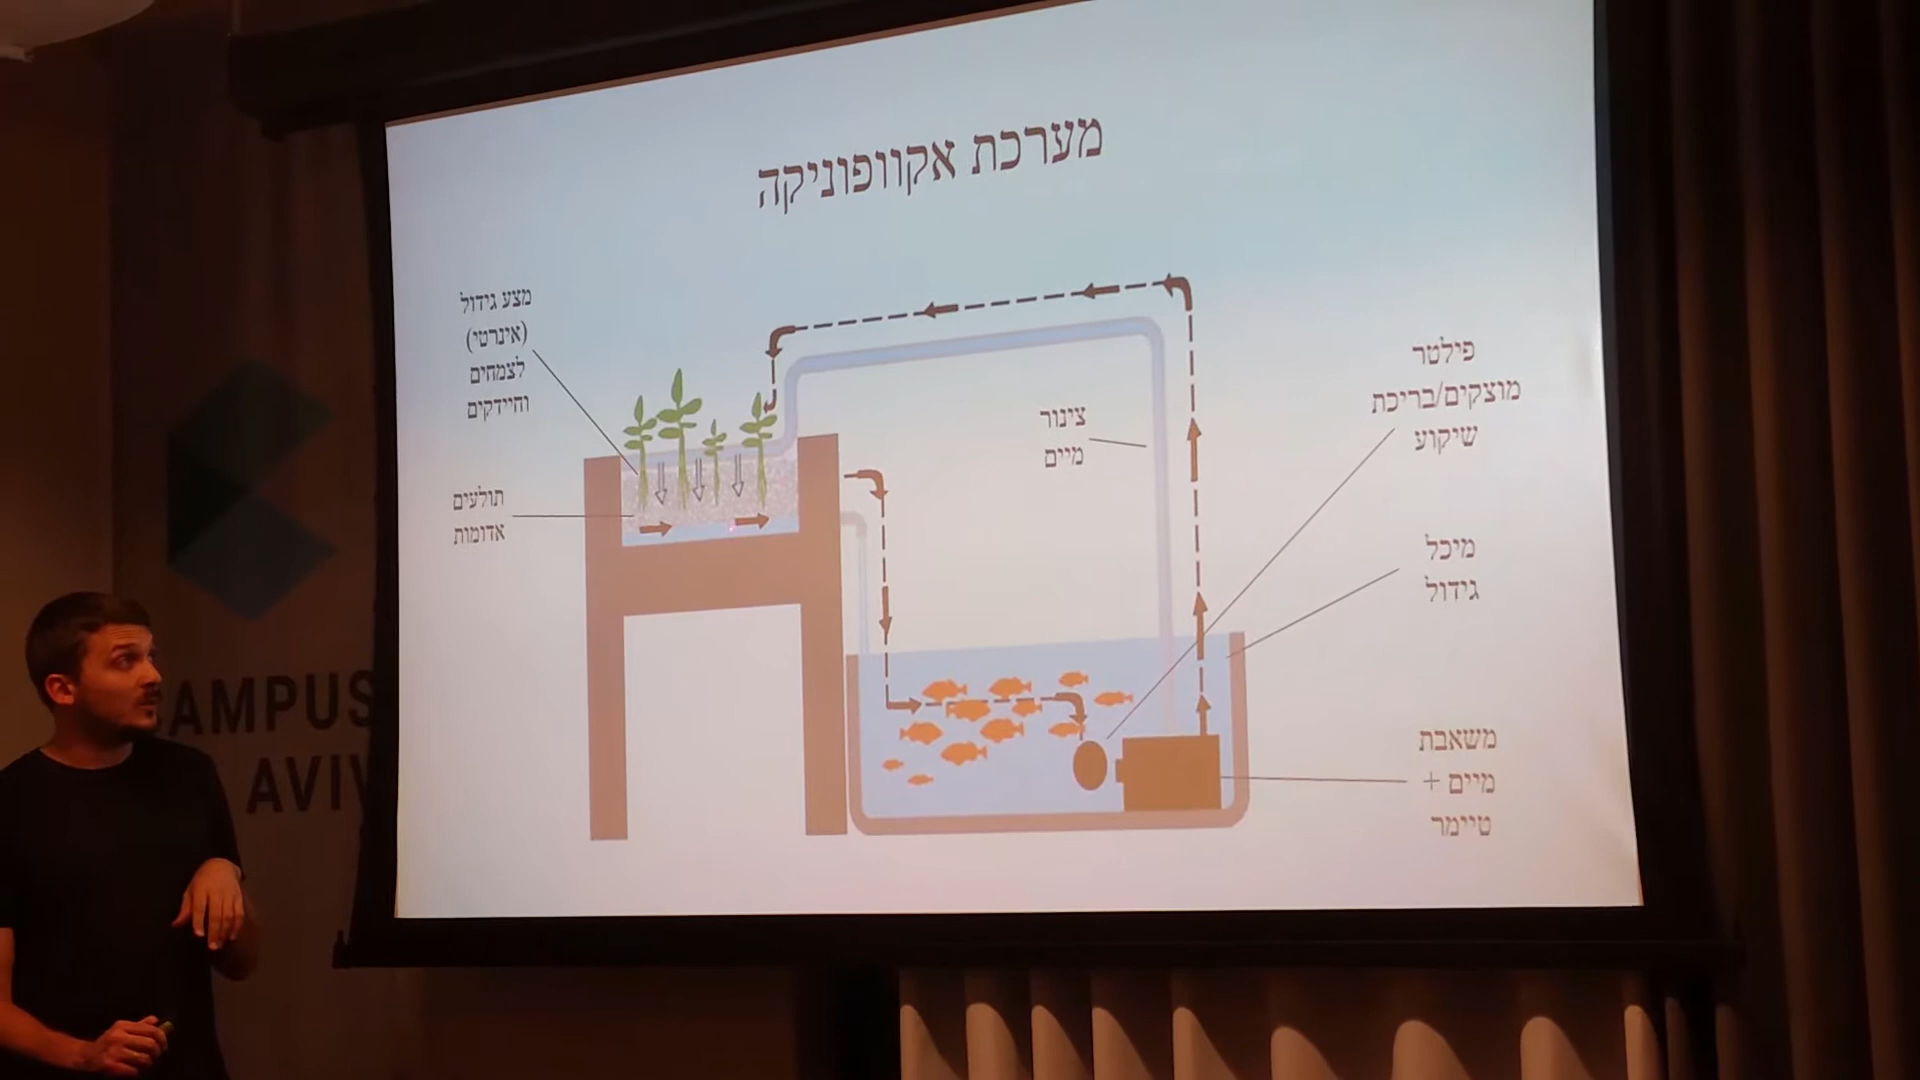 מערכת אקוופוניקה
מצע גידול
(אינרטי)
לצמחים
וחיידקים
תולעים
אדומות
צינור
מיים
פילטר
מוצקים/בריכת
שיקוע
מיכל
גידול
משאבת
מיים +
טיימר
AMPUS
AVIV